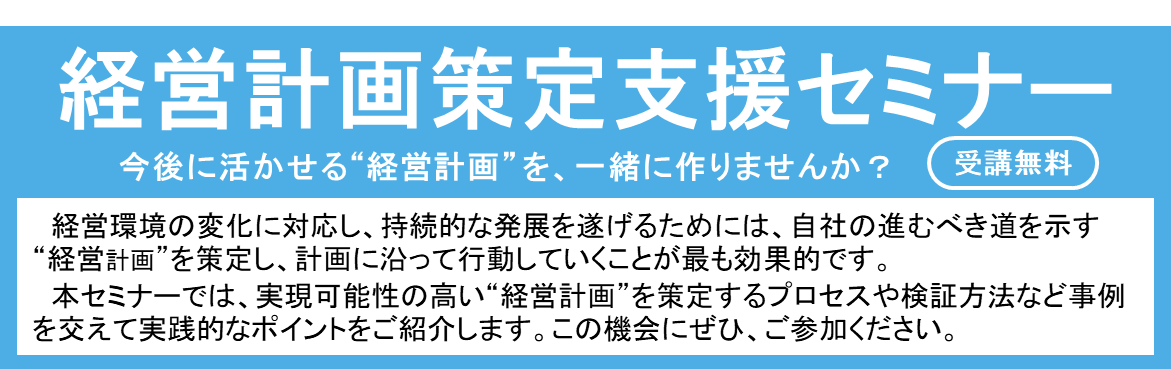 経営計画策定支援セミナー
今後に活かせる“経営計画”を、一緒に作りませんか？
受講無料
　経営環境の変化に対応し、持続的な発展を遂げるためには、自社の進むべき道を示す
“経営計画”を策定し、計画に沿って行動していくことが最も効果的です。
　本セミナーでは、実現可能性の高い“経営計画”を策定するプロセスや検証方法など事例
を交えて実践的なポイントをご紹介します。この機会にぜひ、ご参加ください。